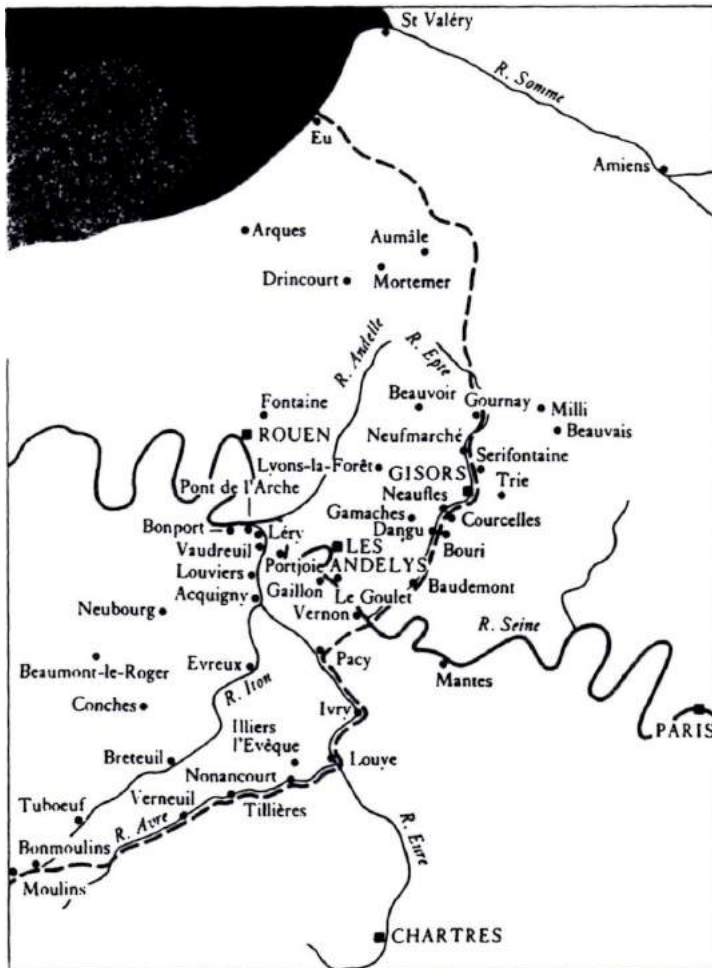 St Valéry
R. Somme
Eu
Amiens
Arques
Aumâle
Drincourt
Mortemer
R. Andelle
R. Epte
Beauvoir
Gournay
Milli
Fontaine
Beauvais
ROUEN
Neufmarché
Serifontaine
Lyons-la-Forêt
GISORS
Trie
Pont de l'Arche
Neaufles
Gamaches
Courcelles
Bonport
Léry
LES
Dangu
Bouri
Vaudreuil
Portjoie
ANDELYS
Louviers
Gaillon
Baudemont
Acquigny
Le Goulet
Neubourg
Vernon
R. Seine
Beaumont-le-Roger
Evreux
Pacy
Mantes
R. Iton
Conches
Ivry
PARIS
Illiers
l'Evêque
Breteuil
Louye
Nonancourt
Tuboeuf
Verneuil
Tillières
R. Avre
R. Eure
Bonmoulins
Moulins
CHARTRES